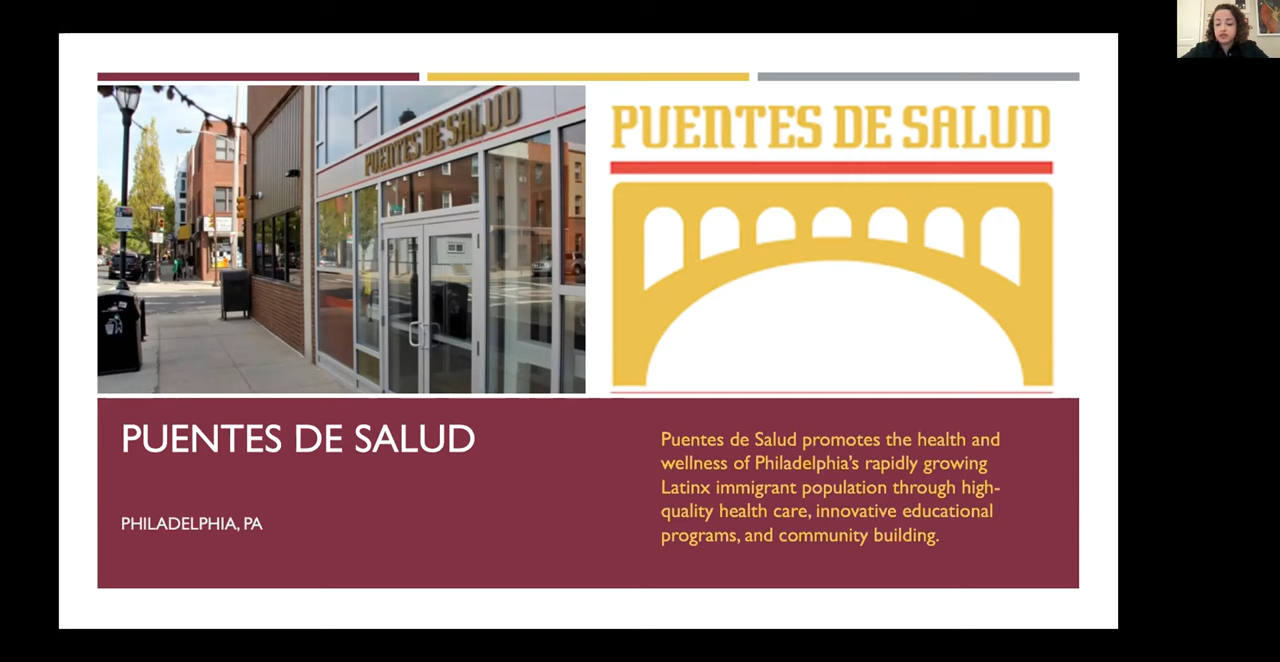 PUENTES DE SALUD
PUENTES DE SALUD
PUENTES DE SALUD
PHILADELPHIA, PA
Puentes de Salud promotes the health and
wellness of Philadelphia's rapidly growing
Latinx immigrant population through high-
quality health care, innovative educational
programs, and community building.